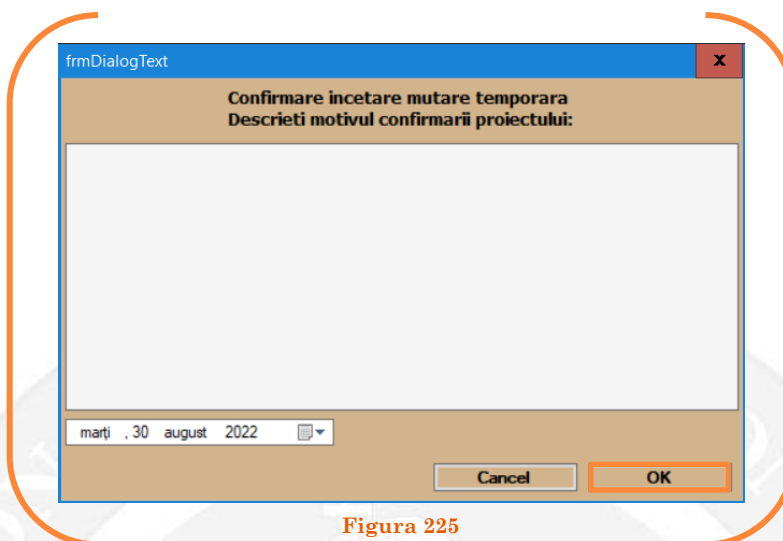 frmDialogText
x
Confirmare incetare mutare temporara
Descrieti motivul confirmarii proiectului:
marți , 30 august 2022
Cancel OK
Figura 225